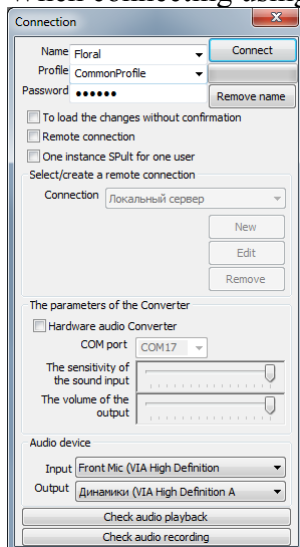 When connecting using
Connection
Name Floral Connect
Profile CommonProfile
Password ●●●●●● Remove name
To load the changes without confirmation
Remote connection
One instance SPult for one user
Select/create a remote connection
Connection Локальный сервер
New
Edit
Remove
The parameters of the Converter
Hardware audio Converter
COM port COM17
The sensitivity of
the sound input
The volume of the
output
Audio device
Input Front Mic (VIA High Definition
Output Динамики (VIA High Definition A
Check audio playback
Check audio recording